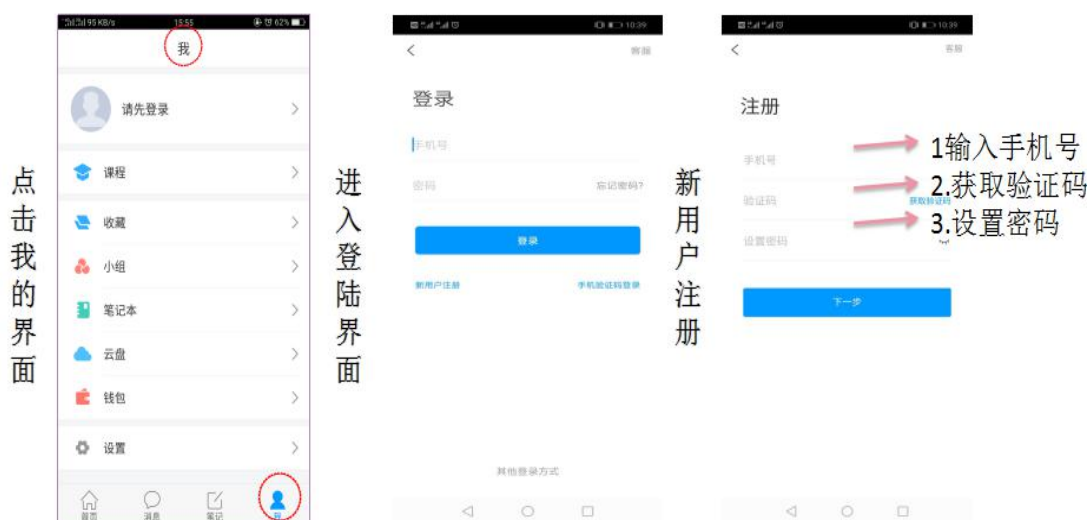 点击我的界面
95 KB/s 15:55 62%
我
请先登录
课程
收藏
小组
笔记本
云盘
钱包
设置
首页
消息
笔记
我
进入登陆界面
10:39
客服
登录
手机号
密码
忘记密码?
登录
新用户注册
手机验证码登录
其他登录方式
新用户注册
10:39
客服
注册
手机号
1输入手机号
验证码
获取验证码
2.获取验证码
设置密码
3.设置密码
下一步